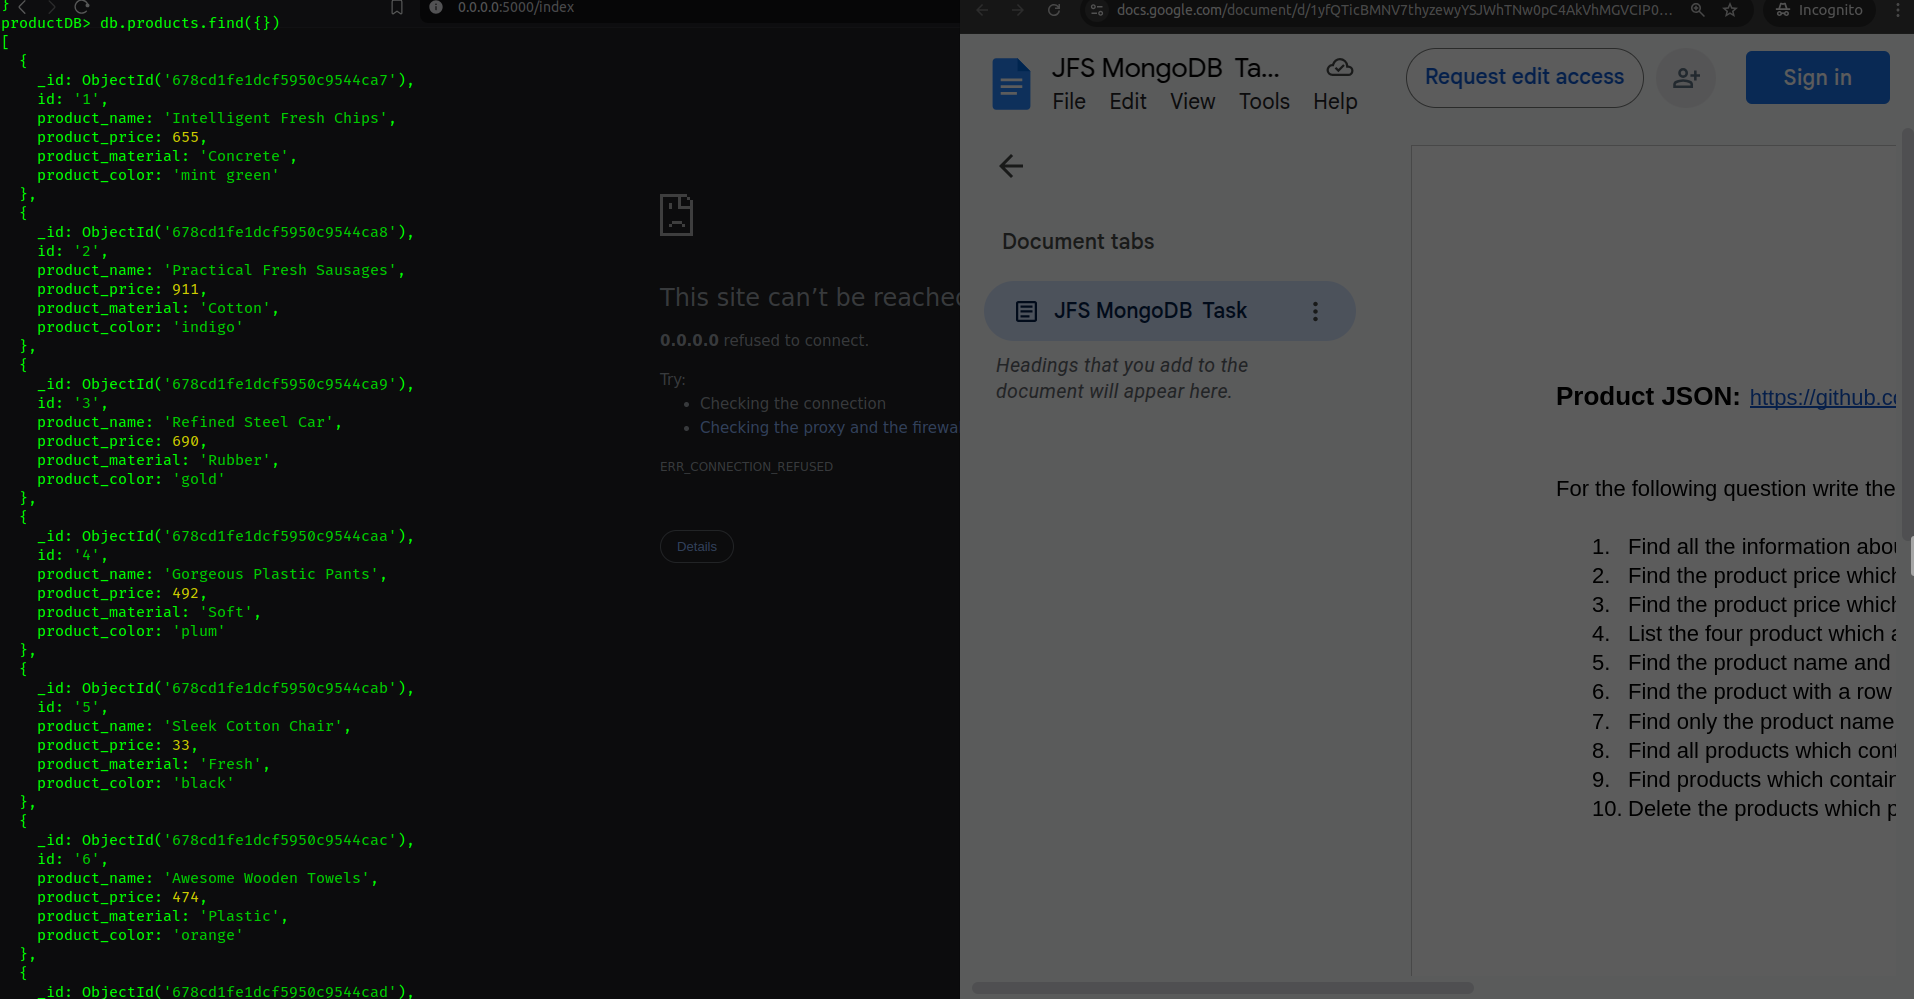 }
0.0.0.0:5000/index
productDB> db.products.find({})
[
{
_id: ObjectId('678cd1fe1dcf5950c9544ca7'),
id: '1',
product_name: 'Intelligent Fresh Chips',
product_price: 655,
product_material: 'Concrete',
product_color: 'mint green'
},
{
_id: ObjectId('678cd1fe1dcf5950c9544ca8'),
id: '2',
product_name: 'Practical Fresh Sausages',
product_price: 911,
product_material: 'Cotton',
product_color: 'indigo'
},
{
_id: ObjectId('678cd1fe1dcf5950c9544ca9'),
id: '3',
product_name: 'Refined Steel Car',
product_price: 690,
product_material: 'Rubber',
product_color: 'gold'
},
{
_id: ObjectId('678cd1fe1dcf5950c9544caa'),
id: '4',
product_name: 'Gorgeous Plastic Pants',
product_price: 492,
product_material: 'Soft',
product_color: 'plum'
},
{
_id: ObjectId('678cd1fe1dcf5950c9544cab'),
id: '5',
product_name: 'Sleek Cotton Chair',
product_price: 33,
product_material: 'Fresh',
product_color: 'black'
},
{
_id: ObjectId('678cd1fe1dcf5950c9544cac'),
id: '6',
product_name: 'Awesome Wooden Towels',
product_price: 474,
product_material: 'Plastic',
product_color: 'orange'
},
{
_id: ObjectId('678cd1fe1dcf5950c9544cad'),
This site can’t be reached
0.0.0.0 refused to connect.
Try:
• Checking the connection
• Checking the proxy and the firewa
ERR_CONNECTION_REFUSED
Details
docs.google.com/document/d/1yfQTicBMNV7thyzewyYSJWhTNw0pC4AkVhMGVCIP0...
Incognito
JFS MongoDB Ta...
Request edit access
Sign in
File Edit View Tools Help
Document tabs
JFS MongoDB Task
Headings that you add to the
document will appear here.
Product JSON: https://github.co
For the following question write the
1. Find all the information abou
2. Find the product price which
3. Find the product price which
4. List the four product which a
5. Find the product name and
6. Find the product with a row
7. Find only the product name
8. Find all products which cont
9. Find products which contain
10. Delete the products which p